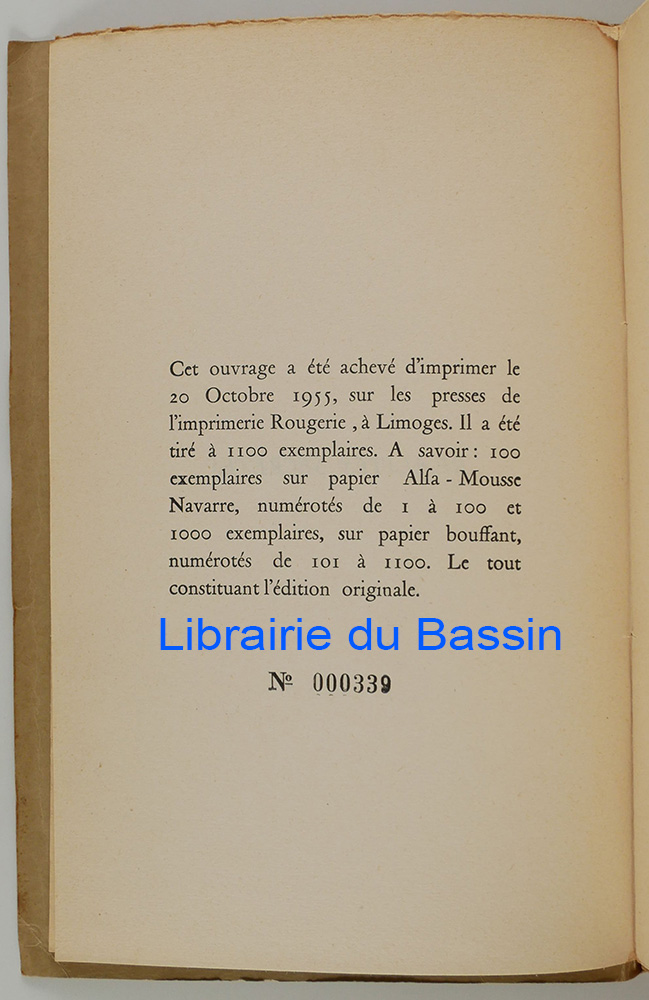 Cet ouvrage a été achevé d'imprimer le
20 Octobre 1955, sur les presses de
l'imprimerie Rougerie , à Limoges. Il a été
tiré à 1100 exemplaires. A savoir : 100
exemplaires sur papier Alfa - Mousse
Navarre, numérotés de 1 à 100 et
1000 exemplaires, sur papier bouffant,
numérotés de 101 à 1100. Le tout
constituant l'édition originale.
Librairie du Bassin
Nº 000339